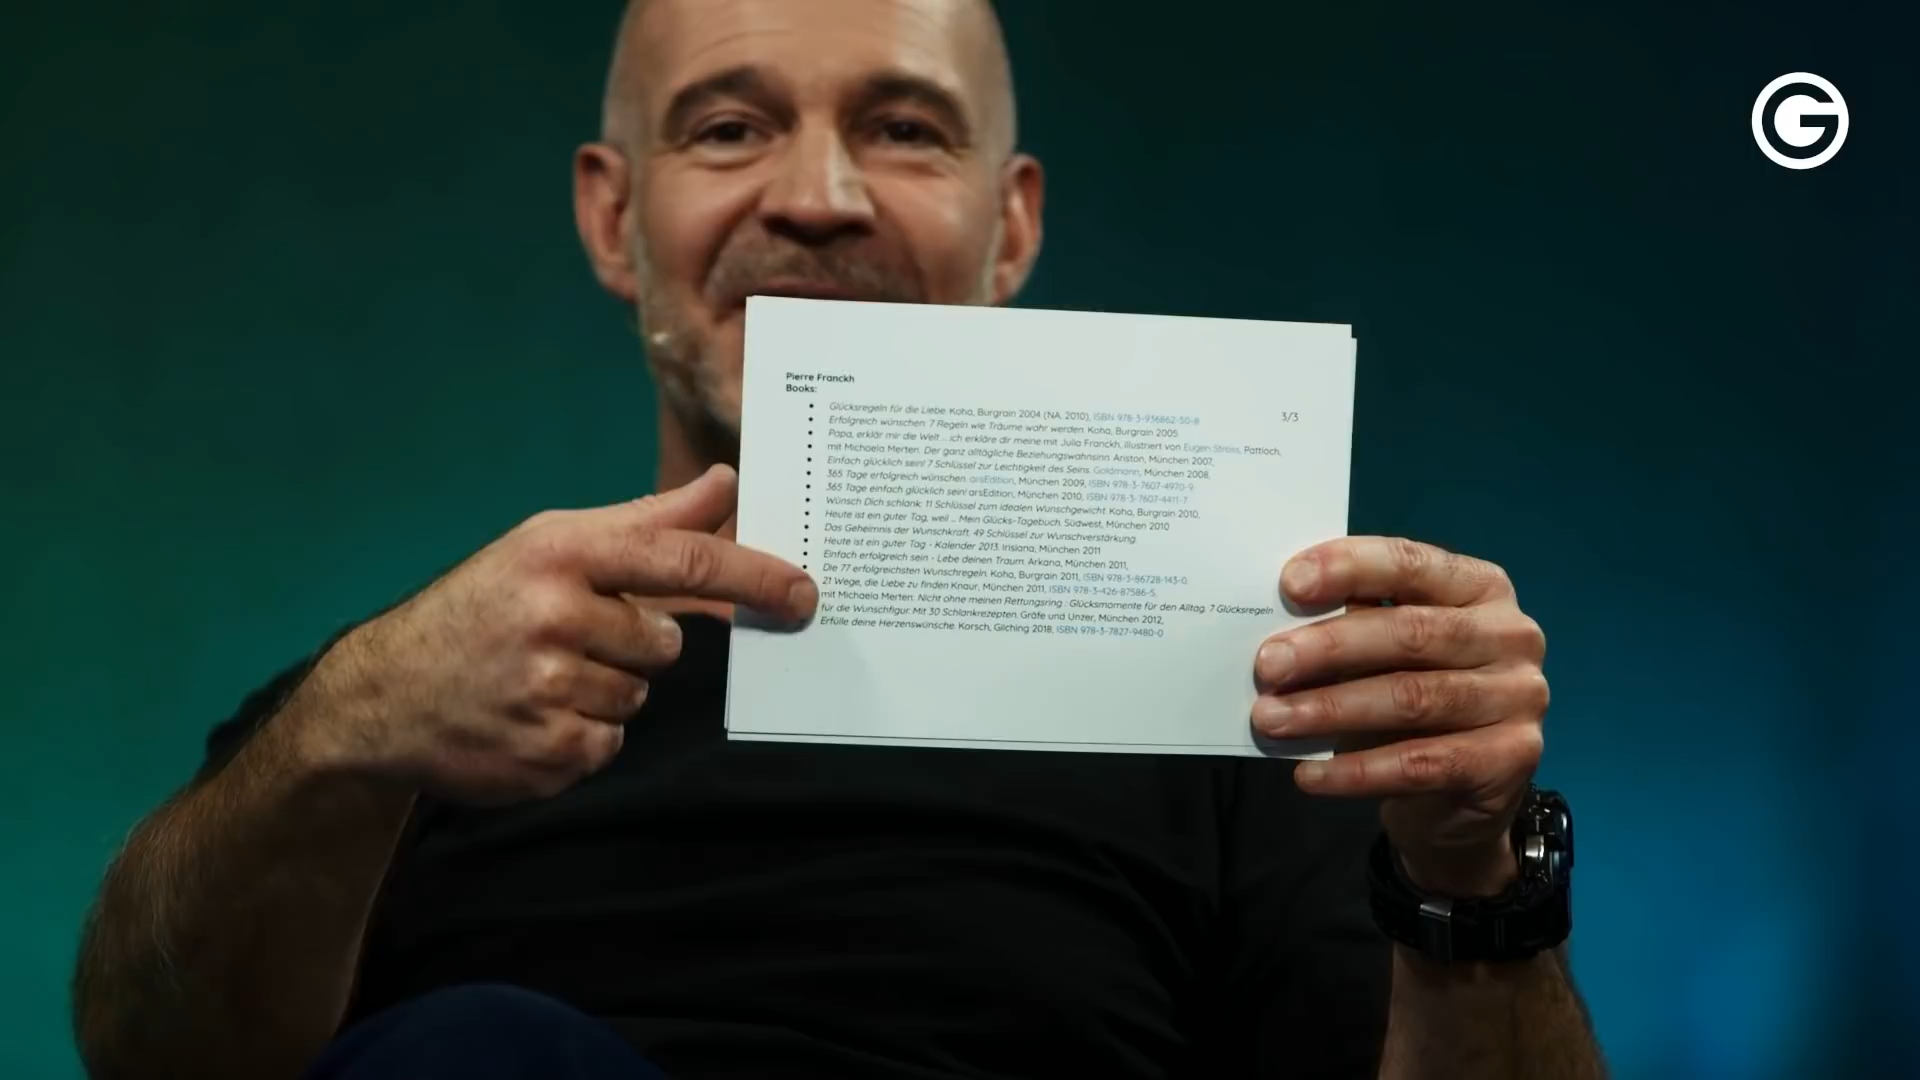 Pierre Franckh
Books:
3/3
Glücksregeln für die Liebe. Koha, Burgrain 2004 (NA. 2010), ISBN 978-3-936862-50-8
Erfolgreich wünschen: 7 Regeln wie Träume wahr werden. Koha, Burgrain 2005
Papa, erklär mir die Welt ... ich erkläre dir meine mit Julia Franckh, illustriert von Eugen Stross, Pattloch,
mit Michaela Merten: Der ganz alltägliche Beziehungswahnsinn. Ariston, München 2007,
Einfach glücklich sein! 7 Schlüssel zur Leichtigkeit des Seins. Goldmann, München 2008,
365 Tage erfolgreich wünschen. arsEdition, München 2009, ISBN 978-3-7607-4970-9.
365 Tage einfach glücklich sein! arsEdition, München 2010, ISBN 978-3-7607-4411-7.
Wünsch Dich schlank: 11 Schlüssel zum idealen Wunschgewicht. Koha, Burgrain 2010,
Heute ist ein guter Tag, weil ... Mein Glücks-Tagebuch. Südwest, München 2010
Das Geheimnis der Wunschkraft. 49 Schlüssel zur Wunschverstärkung.
Heute ist ein guter Tag - Kalender 2013. Irisiana, München 2011
Einfach erfolgreich sein - Lebe deinen Traum. Arkana, München 2011,
Die 77 erfolgreichsten Wunschregeln. Koha, Burgrain 2011, ISBN 978-3-86728-143-0.
21 Wege, die Liebe zu finden. Knaur, München 2011, ISBN 978-3-426-87586-5.
mit Michaela Merten: Nicht ohne meinen Rettungsring : Glücksmomente für den Alltag. 7 Glücksregeln
für die Wunschfigur. Mit 30 Schlankrezepten. Gräfe und Unzer, München 2012,
Erfülle deine Herzenswünsche. Korsch, Gilching 2018, ISBN 978-3-7827-9480-0